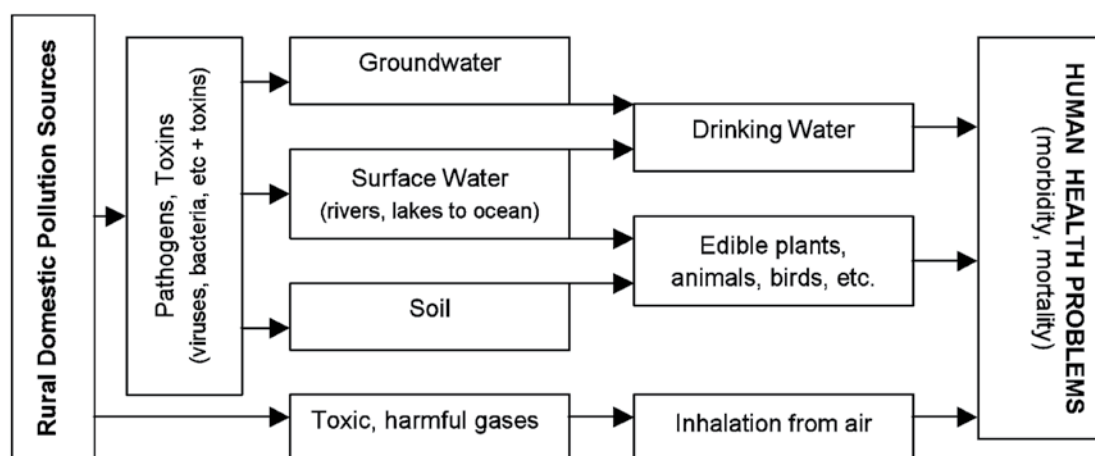 Rural Domestic Pollution Sources
Pathogens, Toxins
(viruses, bacteria, etc + toxins)
Groundwater
Surface Water
(rivers, lakes to ocean)
Soil
Toxic, harmful gases
Drinking Water
Edible plants,
animals, birds, etc.
Inhalation from air
HUMAN HEALTH PROBLEMS
(morbidity, mortality)